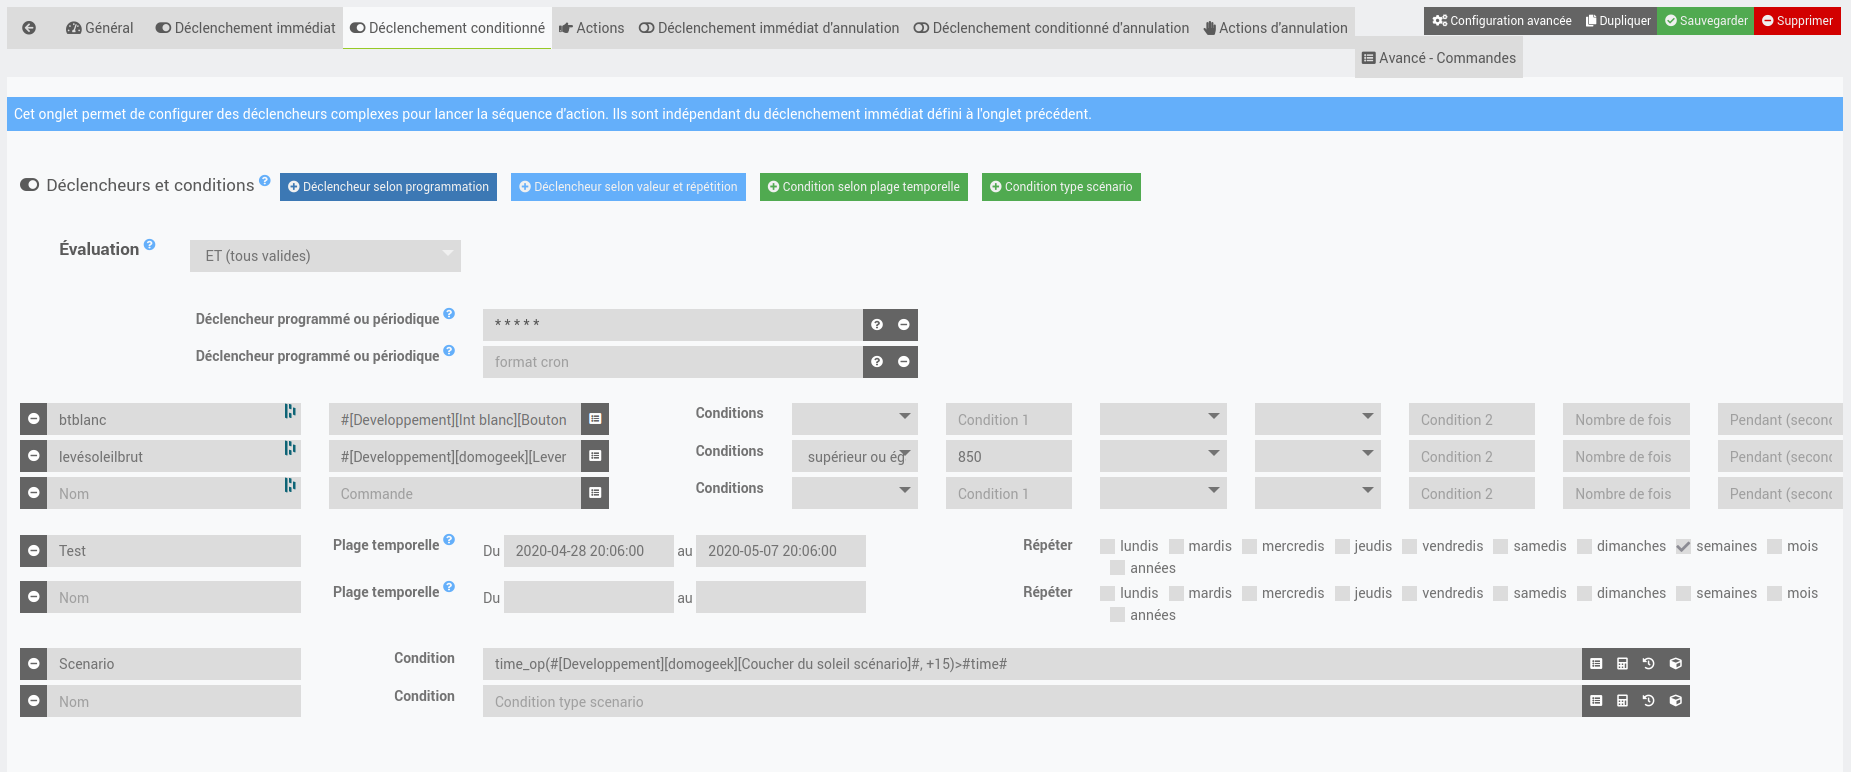 Général Déclenchement immédiat Déclenchement conditionné Actions Déclenchement immédiat d'annulation Déclenchement conditionné d'annulation Actions d'annulation
Configuration avancée Dupliquer Sauvegarder Supprimer
Avancé - Commandes
Cet onglet permet de configurer des déclencheurs complexes pour lancer la séquence d'action. Ils sont indépendant du déclenchement immédiat défini à l'onglet précédent.
Déclencheurs et conditions ? Déclencheur selon programmation Déclencheur selon valeur et répétition Condition selon plage temporelle Condition type scénario
Évaluation ? ET (tous valides)
Déclencheur programmé ou périodique ? * * * * * ?
Déclencheur programmé ou périodique ? format cron ?
btblanc #[Developpement][Int blanc][Bouton Conditions Condition 1 Condition 2 Nombre de fois Pendant (second
levésoleilbrut #[Developpement][domogeek][Lever Conditions supérieur ou ég 850 Condition 2 Nombre de fois Pendant (second
Nom Commande Conditions Condition 1 Condition 2 Nombre de fois Pendant (second
Test Plage temporelle ? Du 2020-04-28 20:06:00 au 2020-05-07 20:06:00 Répéter lundis mardis mercredis jeudis vendredis samedis dimanches semaines mois
années
Nom Plage temporelle ? Du au Répéter lundis mardis mercredis jeudis vendredis samedis dimanches semaines mois
années
Scenario Condition time_op(#[Developpement][domogeek][Coucher du soleil scénario]#, +15)>#time#
Nom Condition Condition type scenario